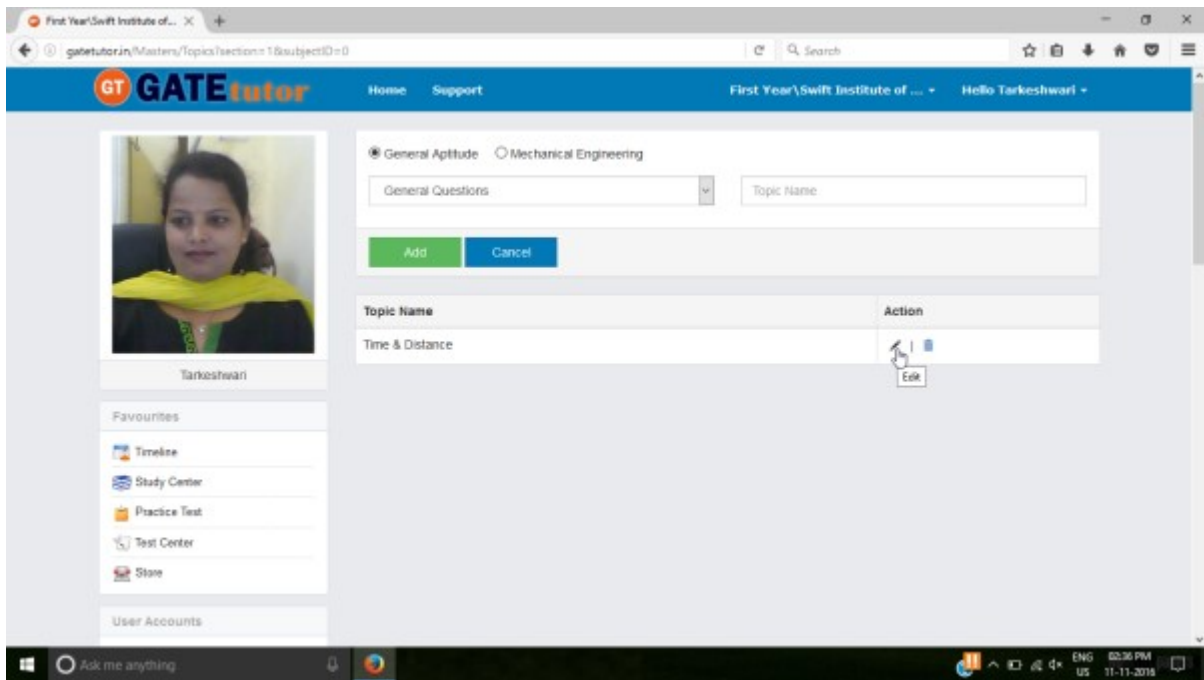 First Year\Swift Institute of...
gatetutor.in/Masters/Topics?section=1&subjectID=0
Search
GT GATEtutor
Home Support First Year\Swift Institute of .... Hello Tarkeshwari
General Aptitude Mechanical Engineering
General Questions Topic Name
Add Cancel
Topic Name Action
Time & Distance |
Edit
Tarkeshwari
Favourites
Timeline
Study Center
Practice Test
Test Center
Store
User Accounts
Ask me anything
ENG 02:36 PM
US 11-11-2016